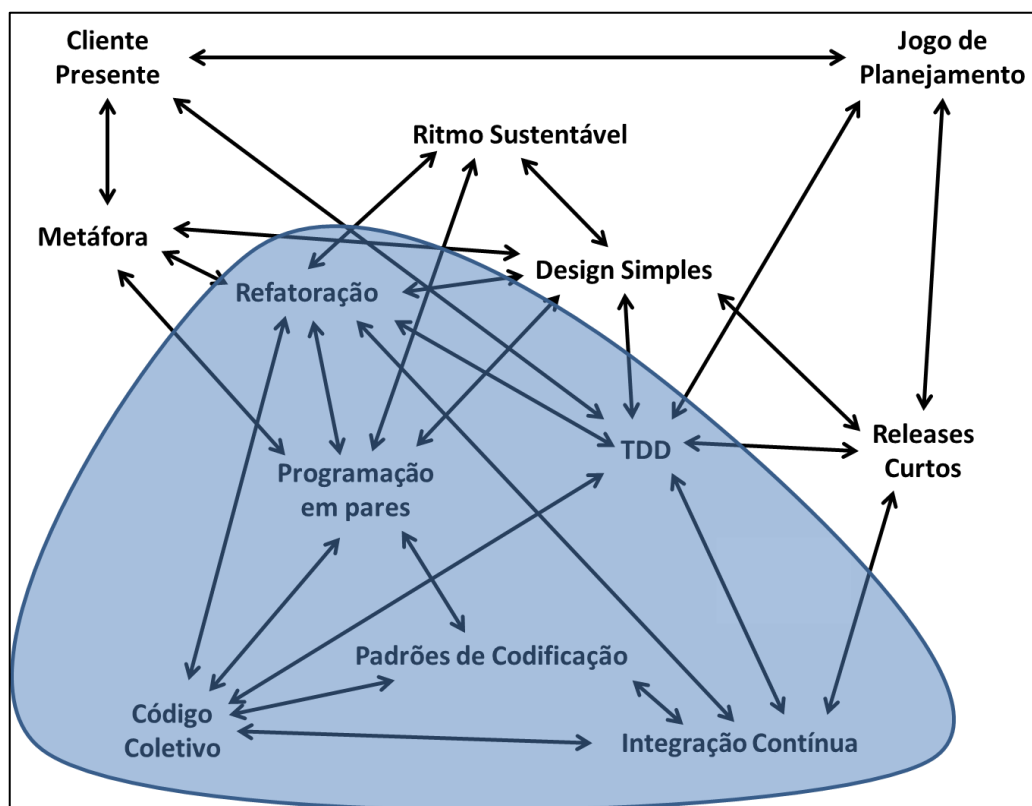 Cliente
Presente
Jogo de
Planejamento
Ritmo Sustentável
Metáfora
Design Simples
Refatoração
TDD
Releases
Curtos
Programação
em pares
Padrões de Codificação
Código
Coletivo
Integração Contínua